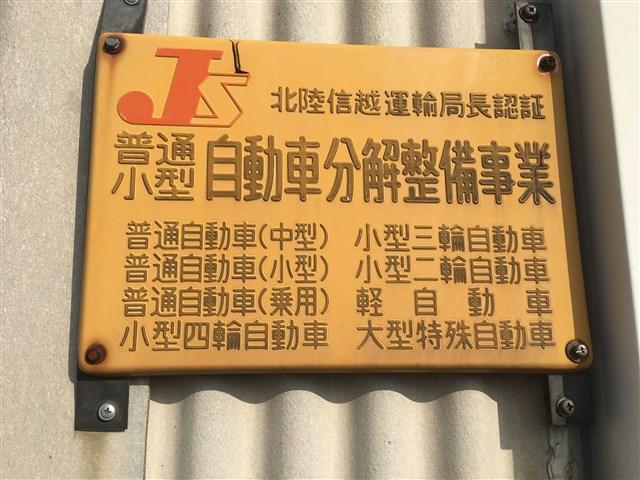 JS
北陸信越運輸局長認証
普通
小型
自動車分解整備事業
普通自動車(中型) 小型三輪自動車
普通自動車(小型) 小型二輪自動車
普通自動車(乗用) 軽自動車
小型四輪自動車 大型特殊自動車